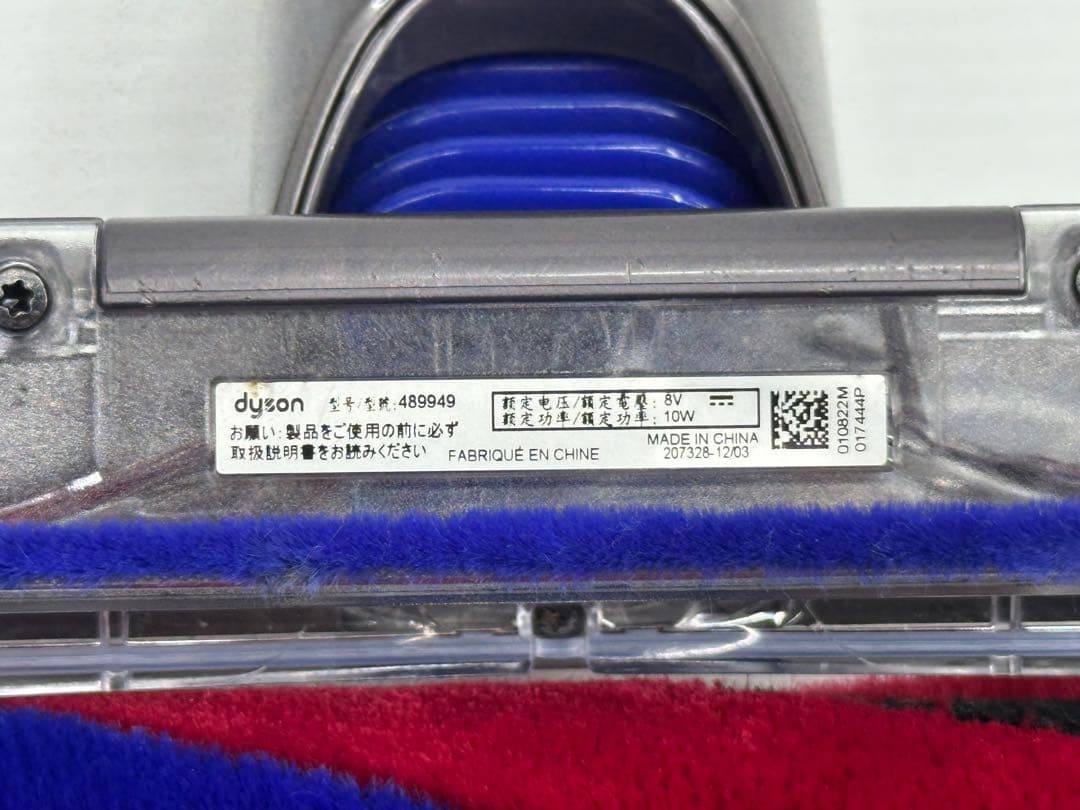 dyson 型号/型號: 489949
お願い: 製品をご使用の前に必ず
取扱説明書をお読みください
FABRIQUÉ EN CHINE
额定电压/額定電壓: 8V ⎓
额定功率/額定功率: 10W
MADE IN CHINA
207328-12/03
010822M
017444P